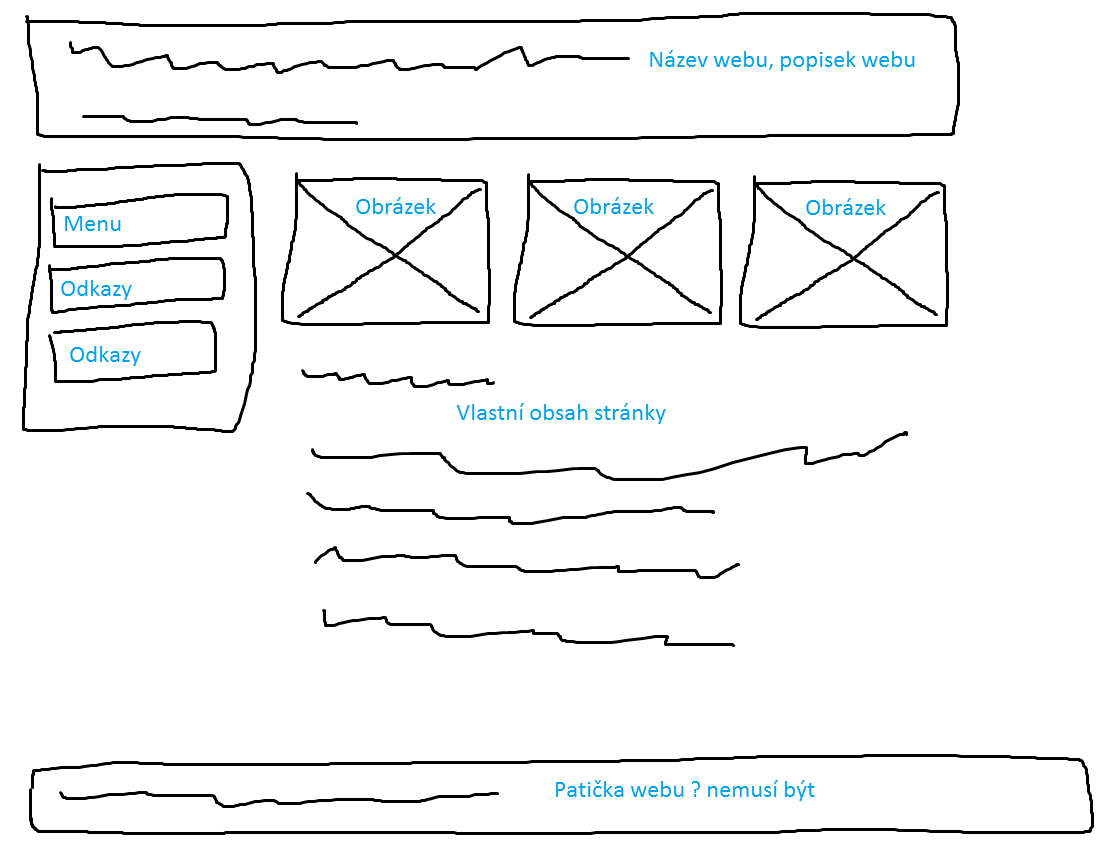 Název webu, popisek webu
Menu
Odkazy
Odkazy
Obrázek
Obrázek
Obrázek
Vlastní obsah stránky
Patička webu ? nemusí být